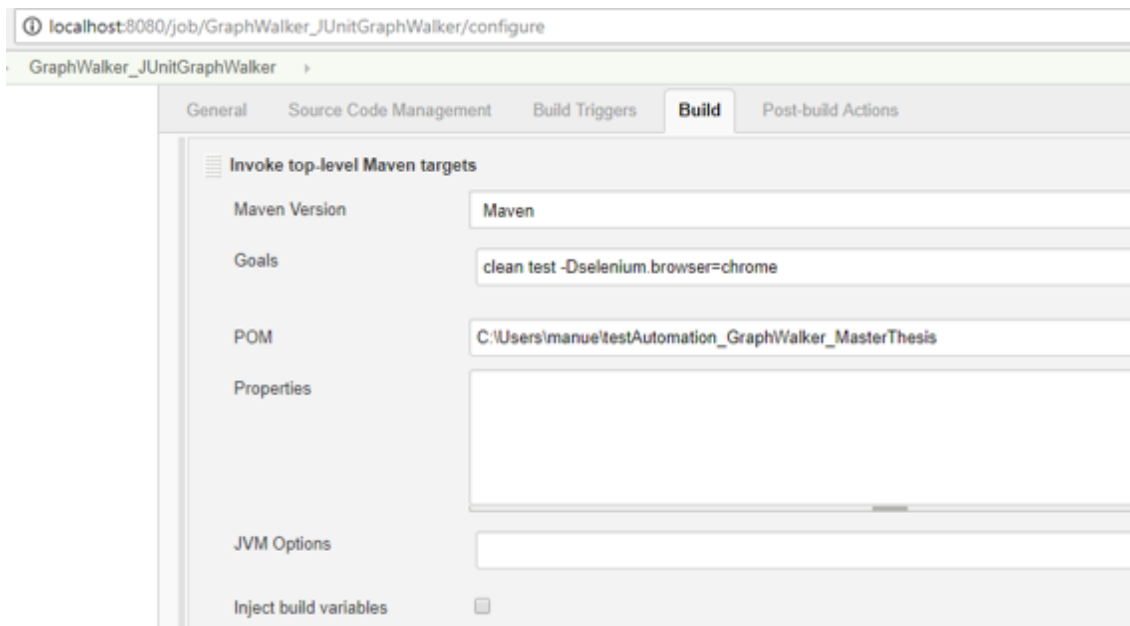 localhost:8080/job/GraphWalker_JUnitGraphWalker/configure
GraphWalker_JUnitGraphWalker
General Source Code Management Build Triggers Build Post-build Actions
Invoke top-level Maven targets
Maven Version Maven
Goals clean test -Dselenium.browser=chrome
POM C:\Users\manue\testAutomation_GraphWalker_MasterThesis
Properties
JVM Options
Inject build variables